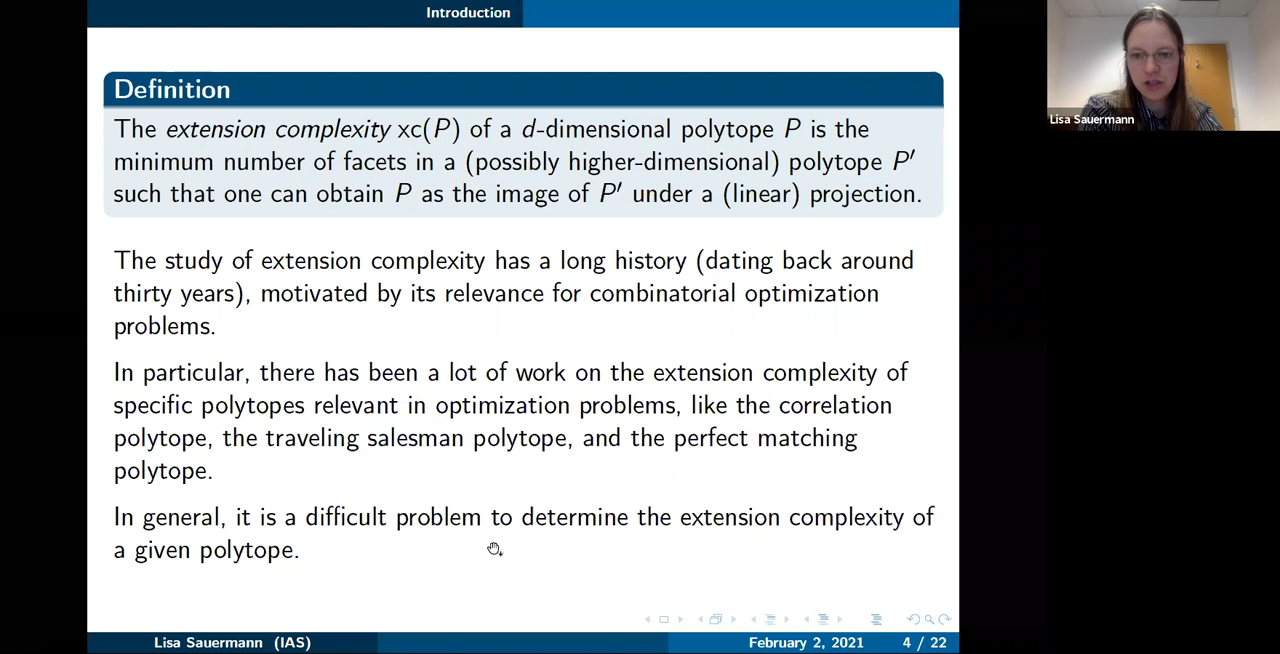 Introduction
Definition
The extension complexity xc(P) of a d-dimensional polytope P is the
minimum number of facets in a (possibly higher-dimensional) polytope P′
such that one can obtain P as the image of P′ under a (linear) projection.
The study of extension complexity has a long history (dating back around
thirty years), motivated by its relevance for combinatorial optimization
problems.
In particular, there has been a lot of work on the extension complexity of
specific polytopes relevant in optimization problems, like the correlation
polytope, the traveling salesman polytope, and the perfect matching
polytope.
In general, it is a difficult problem to determine the extension complexity of
a given polytope.
Lisa Sauermann (IAS)
February 2, 2021
4 / 22
Lisa Sauermann